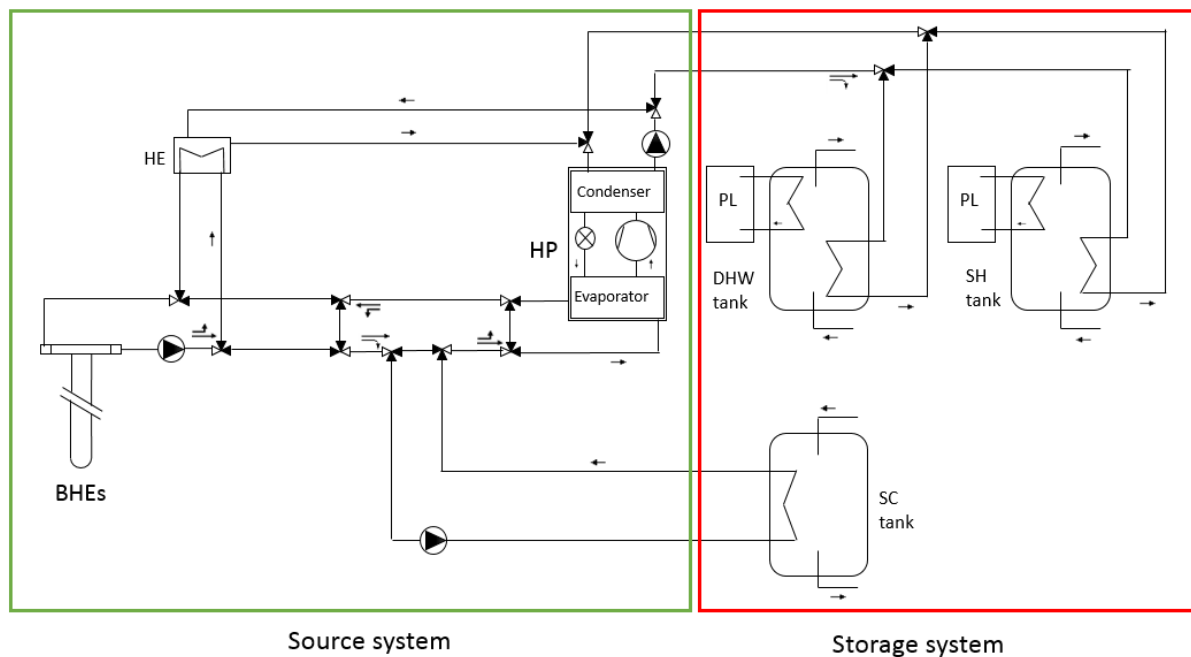 HE
Condenser
HP
Evaporator
BHEs
PL
DHW
tank
PL
SH
tank
SC
tank
Source system
Storage system